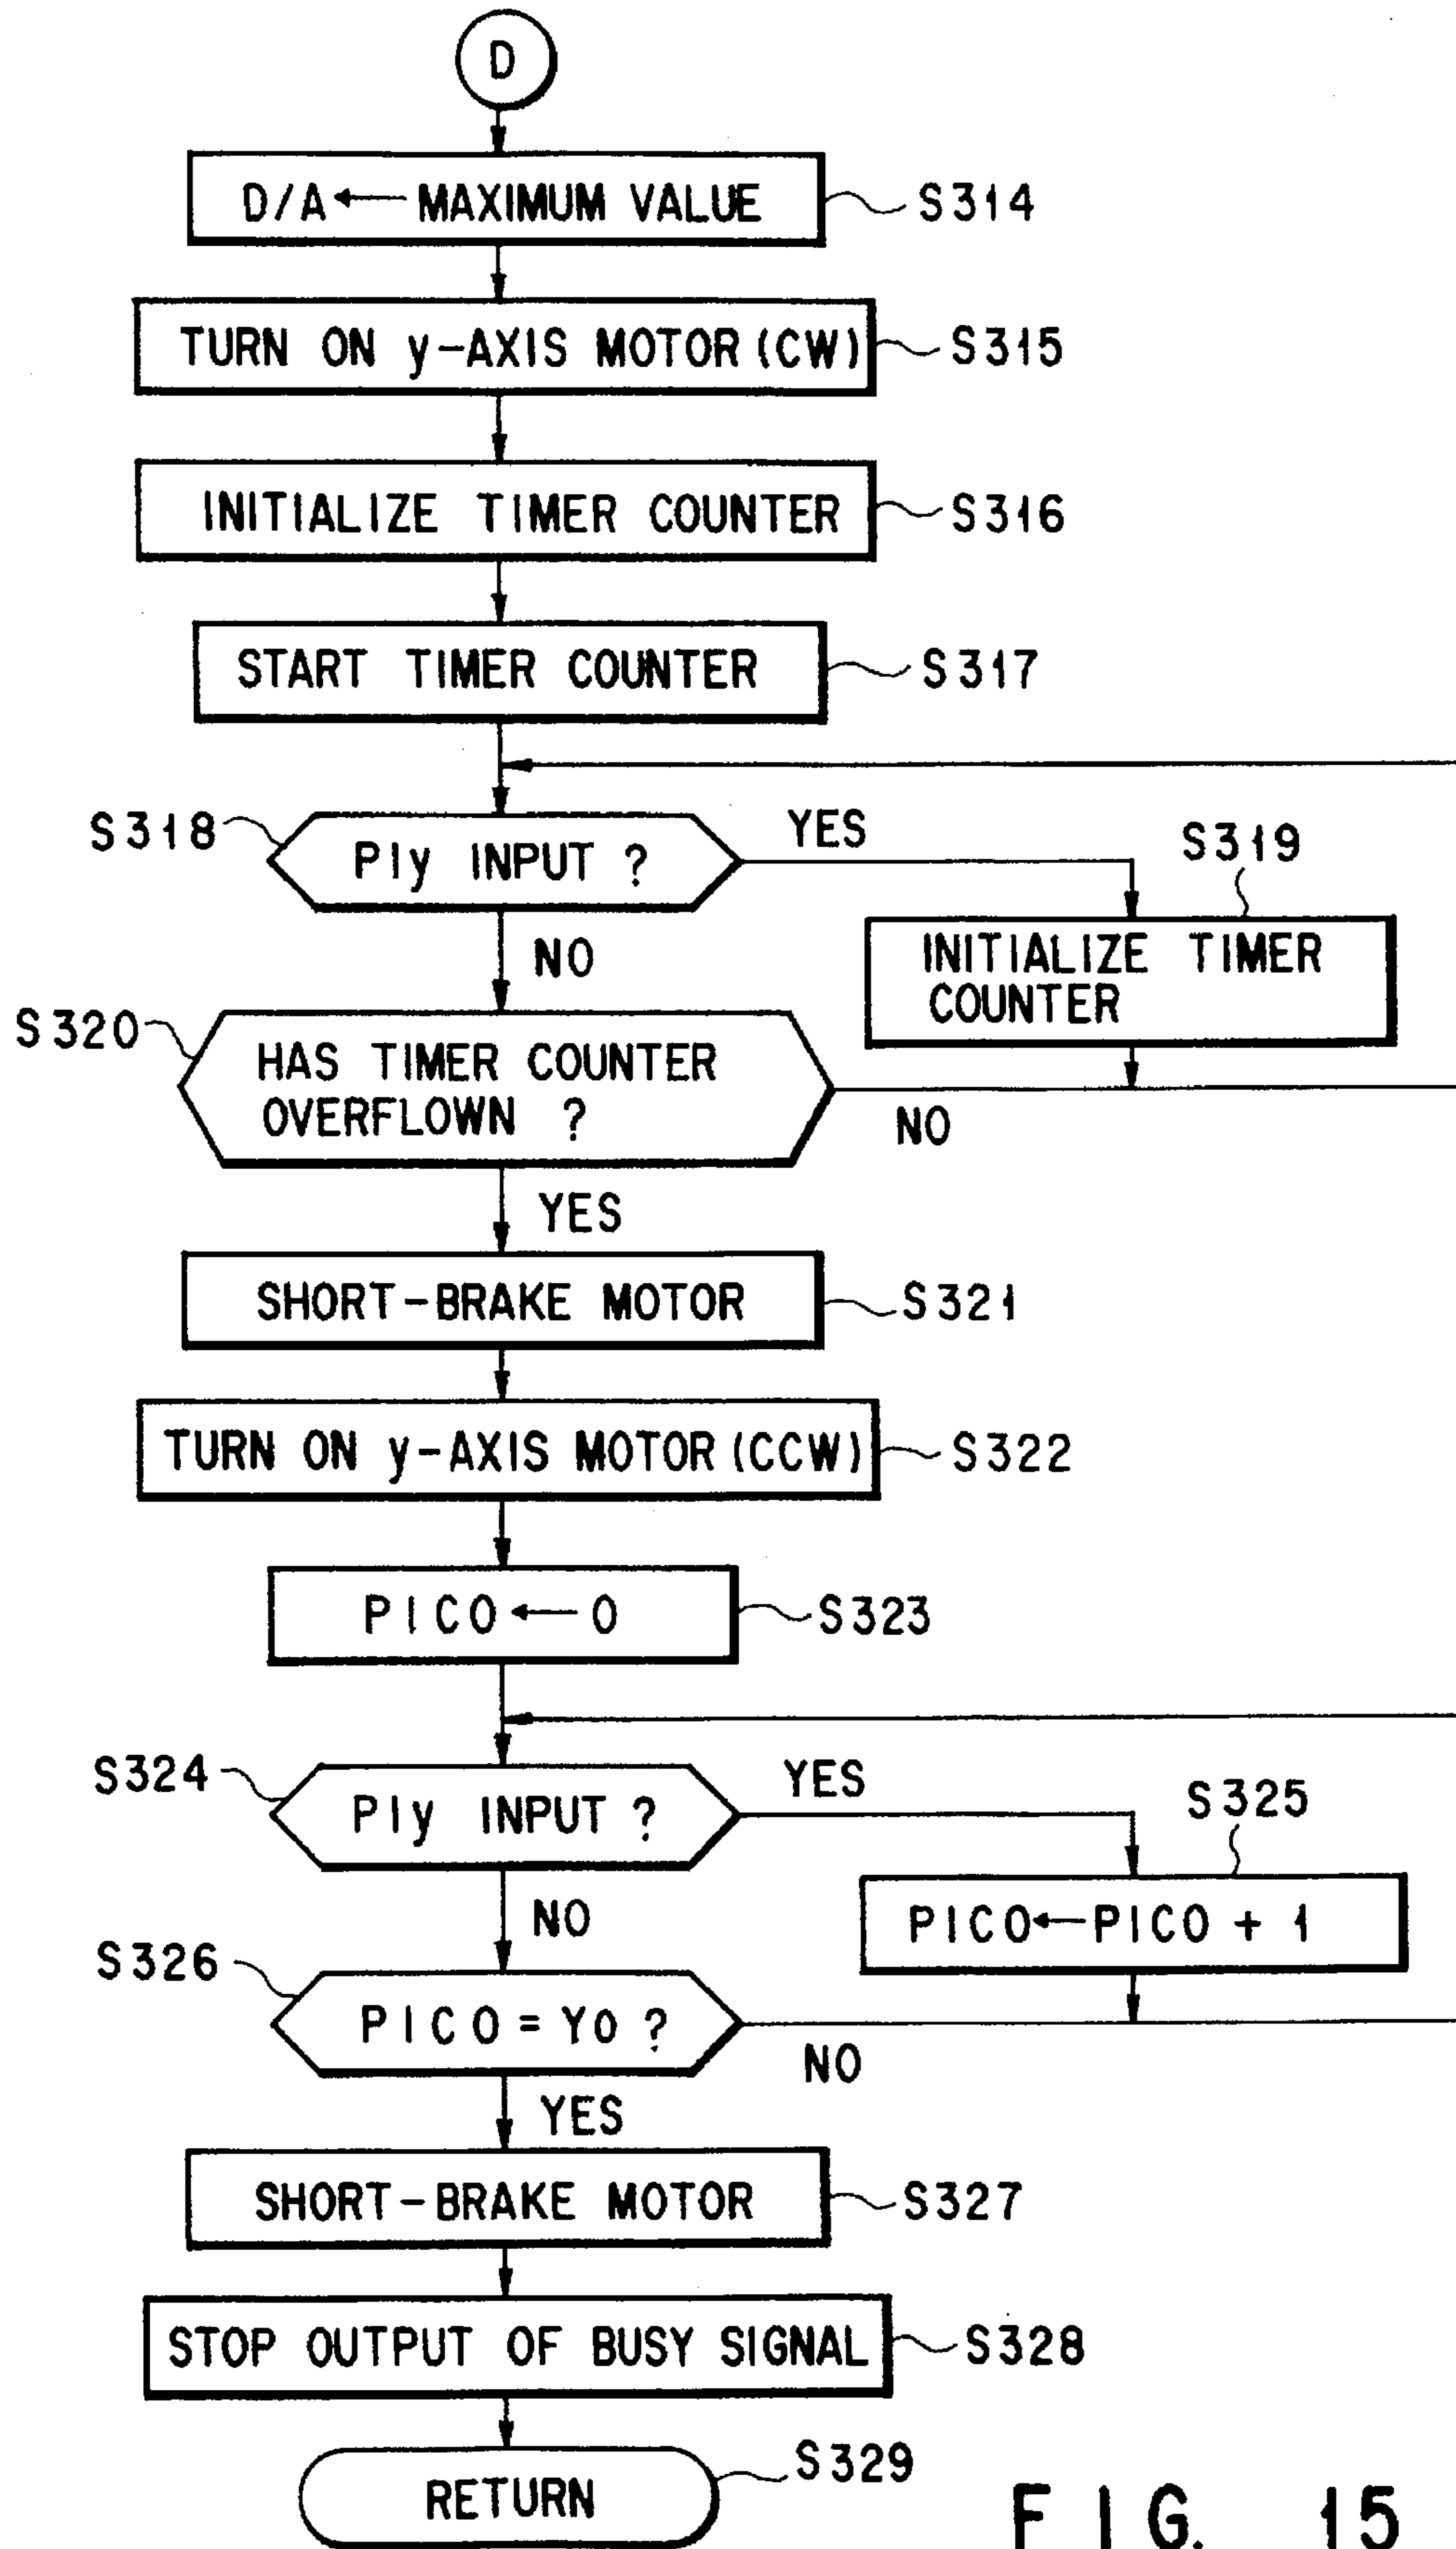 D
D/A ← MAXIMUM VALUE
S314
TURN ON y-AXIS MOTOR (CW)
S315
INITIALIZE TIMER COUNTER
S316
START TIMER COUNTER
S317
S318
PIy INPUT ?
YES
S319
INITIALIZE TIMER
COUNTER
NO
S320
HAS TIMER COUNTER
OVERFLOWN ?
NO
YES
SHORT-BRAKE MOTOR
S321
TURN ON y-AXIS MOTOR (CCW)
S322
PICO ← 0
S323
S324
PIy INPUT ?
YES
S325
PICO ← PICO + 1
NO
S326
PICO = Y0 ?
NO
YES
SHORT-BRAKE MOTOR
S327
STOP OUTPUT OF BUSY SIGNAL
S328
RETURN
S329
FIG. 15